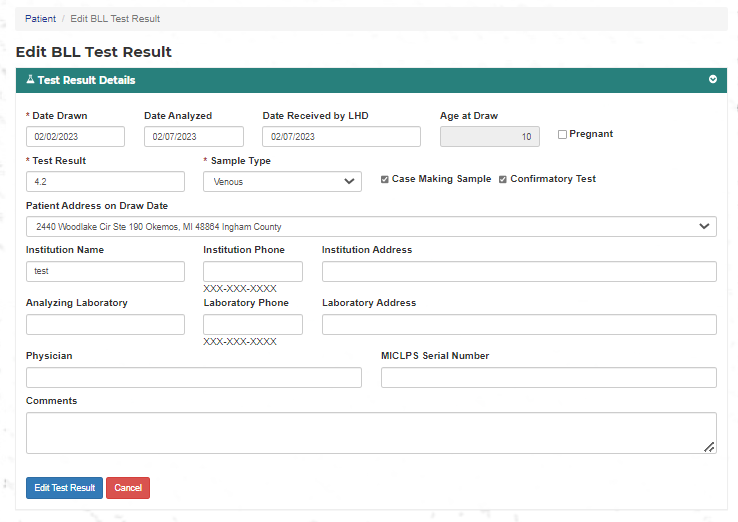 Patient / Edit BLL Test Result
Edit BLL Test Result
Test Result Details
* Date Drawn Date Analyzed Date Received by LHD Age at Draw
02/02/2023 02/07/2023 02/07/2023 10 Pregnant
* Test Result * Sample Type
4.2 Venous Case Making Sample Confirmatory Test
Patient Address on Draw Date
2440 Woodlake Cir Ste 190 Okemos, MI 48864 Ingham County
Institution Name Institution Phone Institution Address
test
XXX-XXX-XXXX
Analyzing Laboratory Laboratory Phone Laboratory Address
XXX-XXX-XXXX
Physician MICLPS Serial Number
Comments
Edit Test Result Cancel